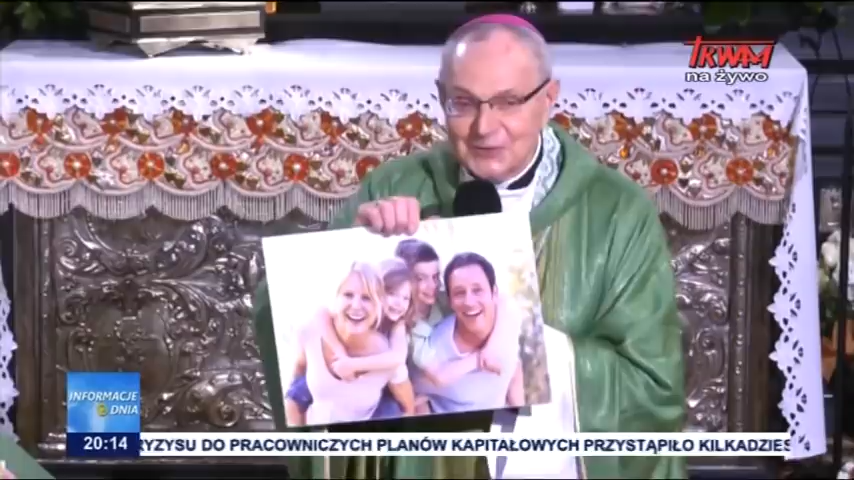 TRWAM
na żywo
INFORMACJE
DNIA
20:14
RYZYSU DO PRACOWNICZYCH PLANÓW KAPITAŁOWYCH PRZYSTĄPIŁO KILKADZIES